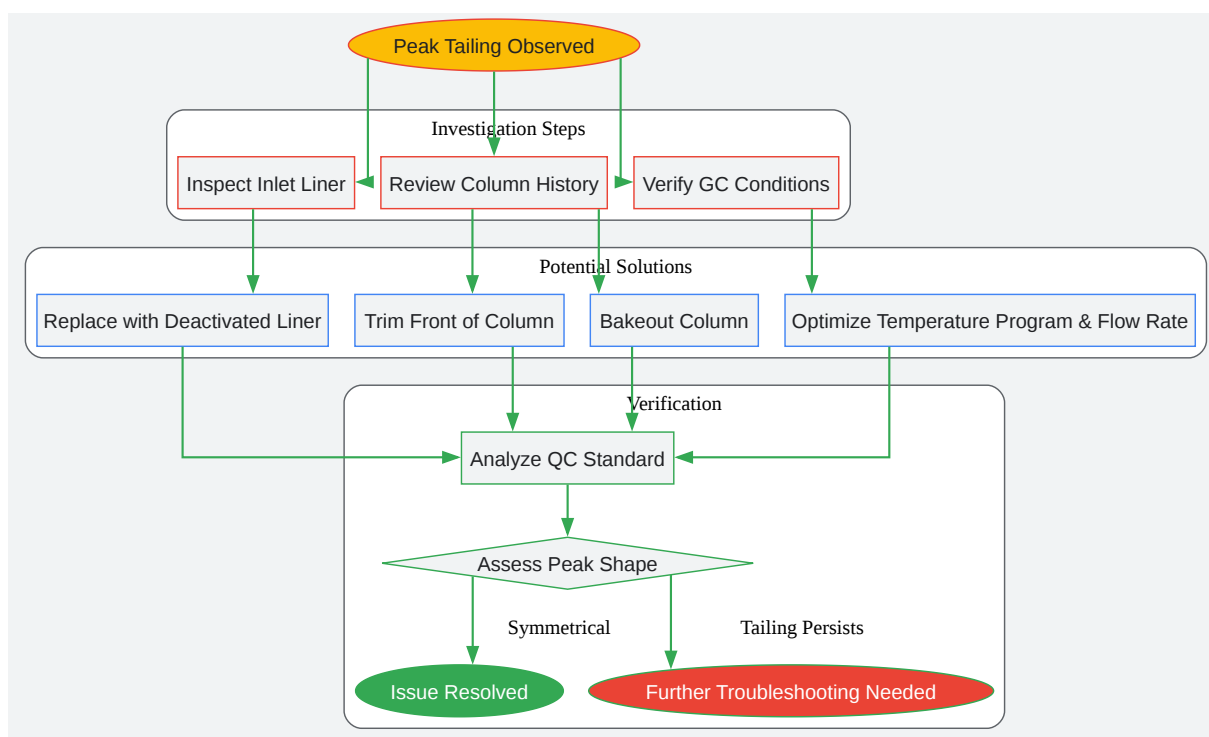 Peak Tailing Observed
Investigation Steps
Inspect Inlet Liner
Review Column History
Verify GC Conditions
Potential Solutions
Replace with Deactivated Liner
Trim Front of Column
Bakeout Column
Optimize Temperature Program & Flow Rate
Verification
Analyze QC Standard
Assess Peak Shape
Symmetrical
Tailing Persists
Issue Resolved
Further Troubleshooting Needed